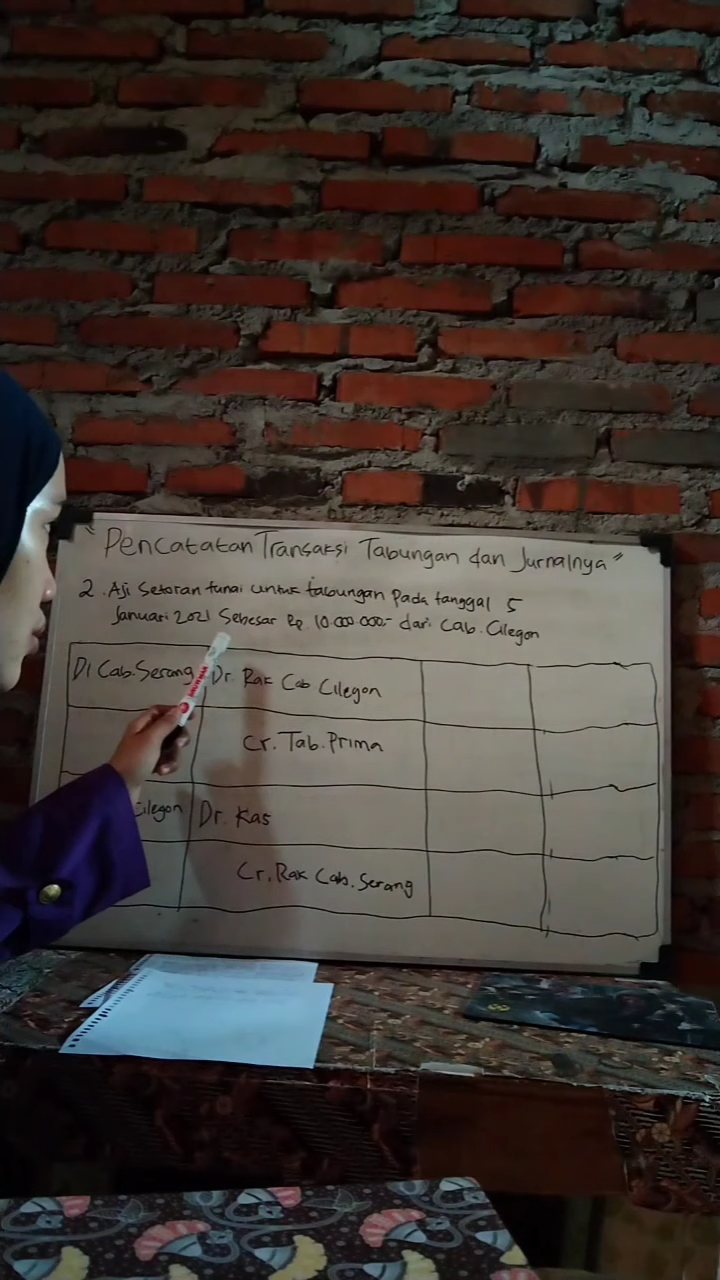 "Pencatatan Transaksi Tabungan dan Jurnalnya"
2. Aji Setoran tunai untuk tabungan Pada tanggal 5
Januari 2021 Sebesar Rp 10.000.000,- dari Cab. Cilegon
Di Cab. Serang Dr. Rak Cab Cilegon
Cr. Tab. Prima
Cilegon Dr. Kas
Cr. Rak Cab. Serang